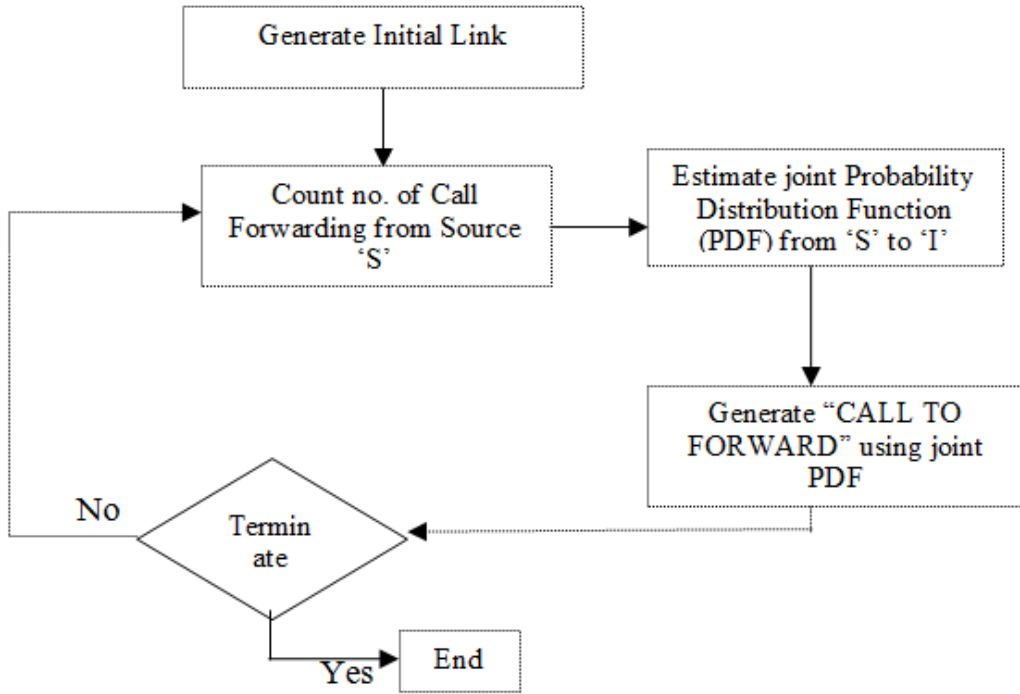 Generate Initial Link
Count no. of Call
Forwarding from Source
‘S’
Estimate joint Probability
Distribution Function
(PDF) from ‘S’ to ‘I’
Generate “CALL TO
FORWARD” using joint
PDF
No
Termin
ate
Yes
End